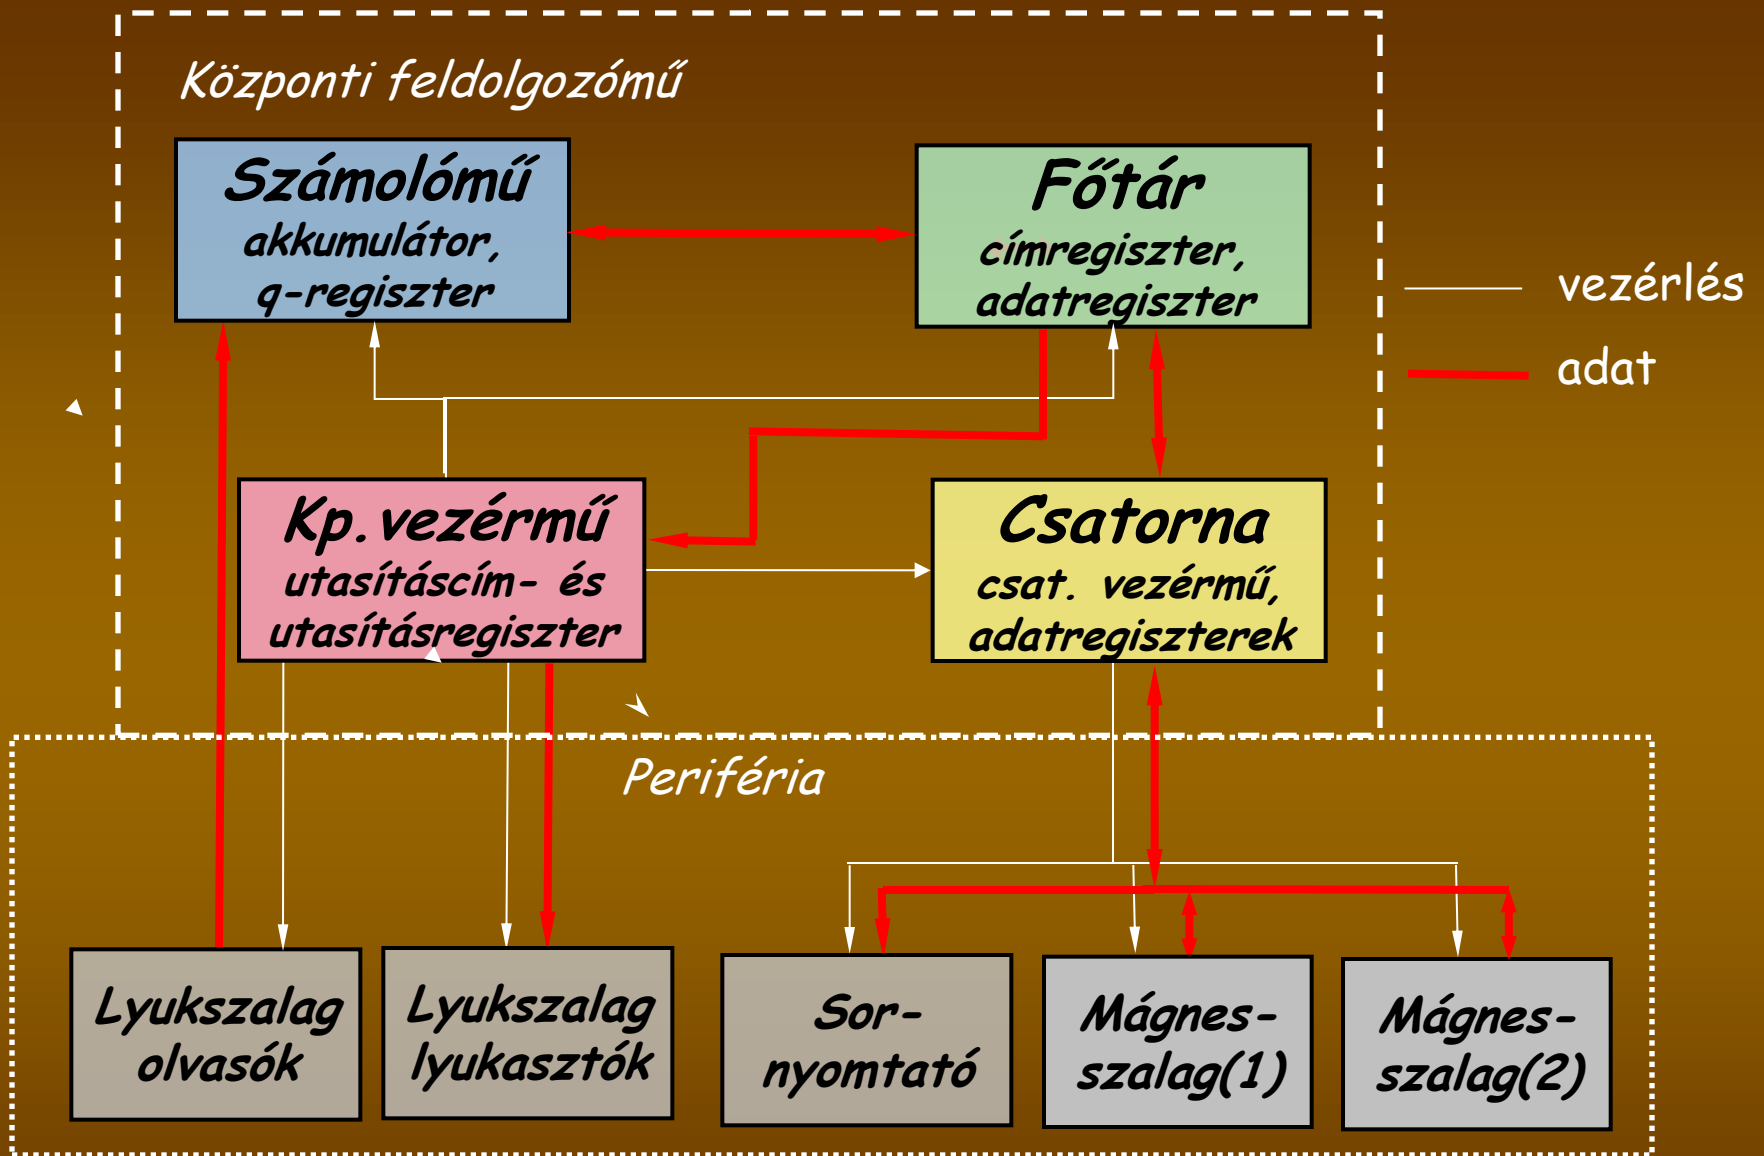 Központi feldolgozómű
Számolómű
akkumulátor,
q-regiszter
Főtár
címregiszter,
adatregiszter
vezérlés
adat
Kp.vezérmű
utasításcím- és
utasításregiszter
Csatorna
csat. vezérmű,
adatregiszterek
Periféria
Lyukszalag
olvasók
Lyukszalag
lyukasztók
Sor-
nyomtató
Mágnes-
szalag(1)
Mágnes-
szalag(2)